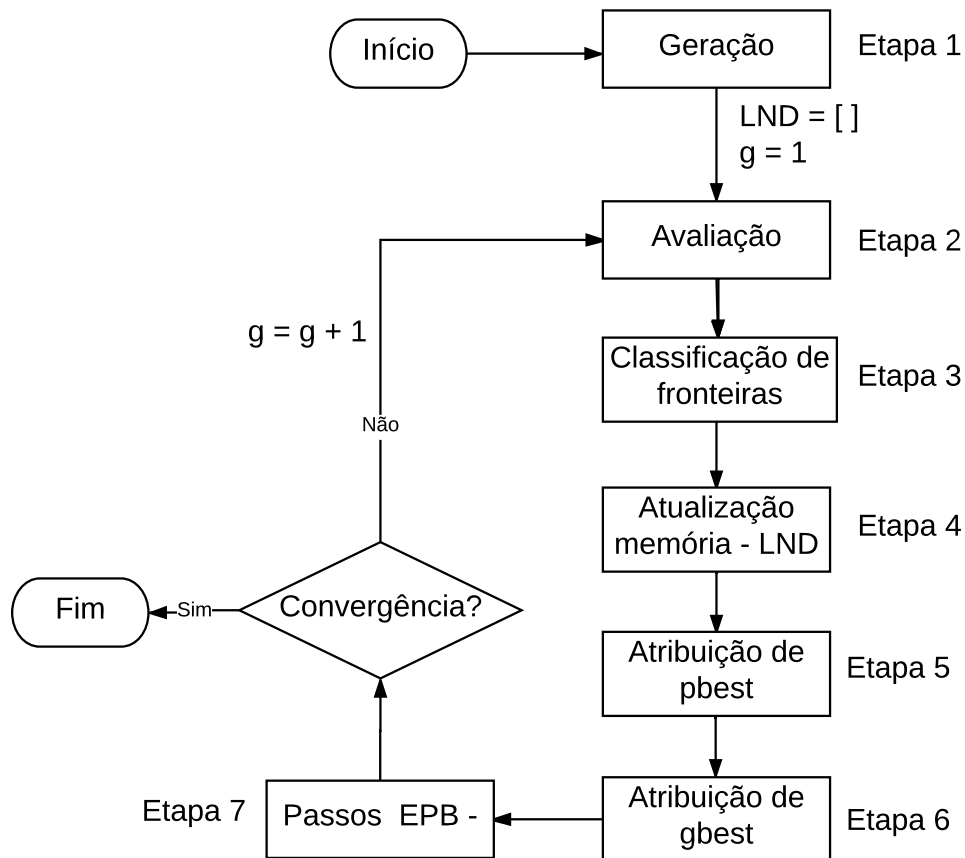 Início
Geração
Etapa 1
LND = [ ]
g = 1
Avaliação
Etapa 2
g = g + 1
Classificação de
fronteiras
Etapa 3
Não
Atualização
memória - LND
Etapa 4
Fim
Sim
Convergência?
Atribuição de
pbest
Etapa 5
Etapa 7
Passos EPB -
Atribuição de
gbest
Etapa 6